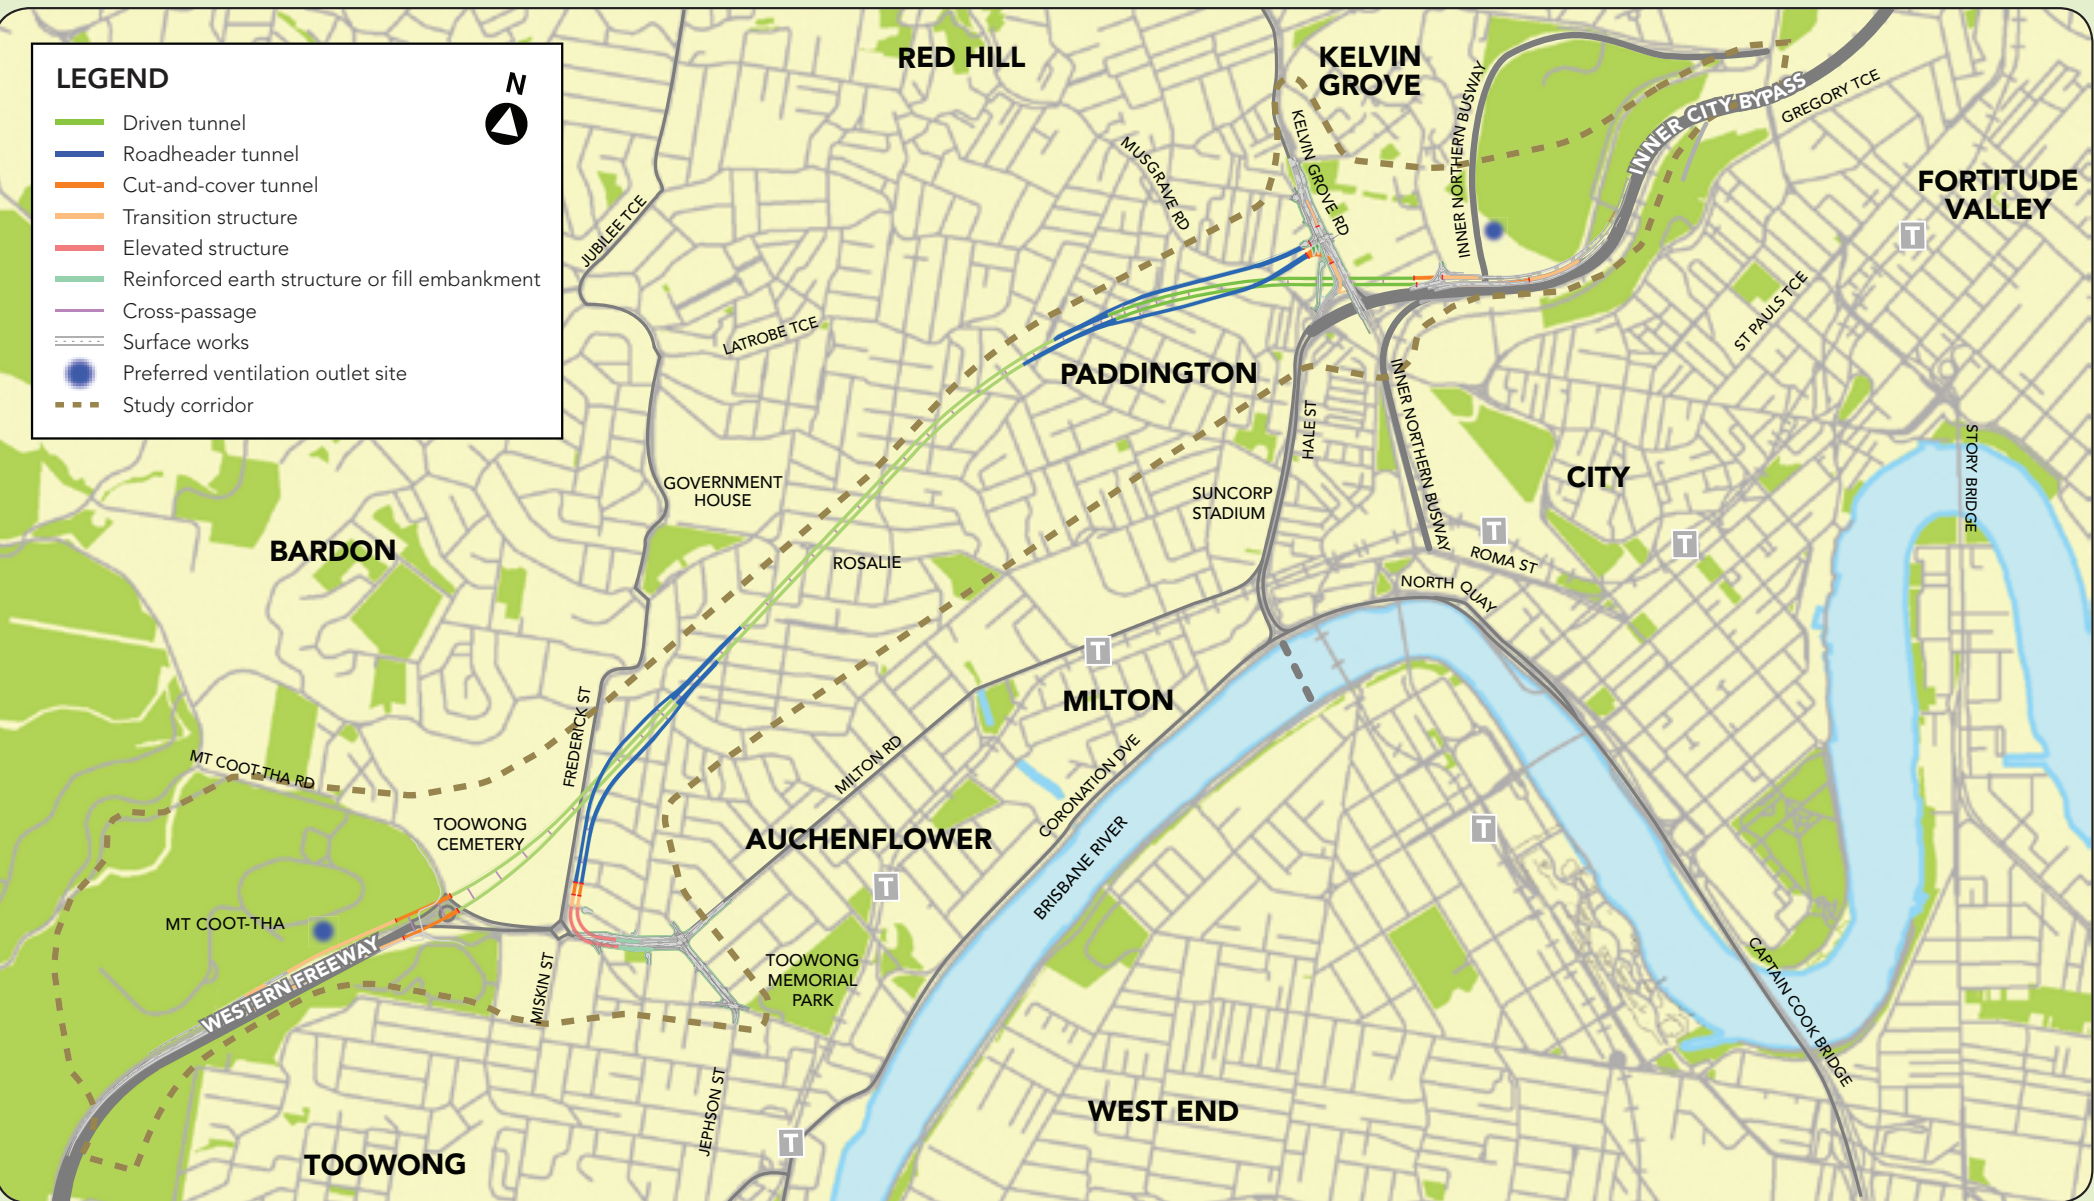 LEGEND
N
Driven tunnel
Roadheader tunnel
Cut-and-cover tunnel
Transition structure
Elevated structure
Reinforced earth structure or fill embankment
Cross-passage
Surface works
Preferred ventilation outlet site
Study corridor
RED HILL
KELVIN
GROVE
INNER NORTHERN BUSWAY
INNER CITY BYPASS
GREGORY TCE
FORTITUDE
VALLEY
T
MUSGRAVE RD
KELVIN GROVE RD
JUBILEE TCE
LATROBE TCE
PADDINGTON
ST PAULS TCE
HALE ST
INNER NORTHERN BUSWAY
CITY
STORY BRIDGE
GOVERNMENT
HOUSE
SUNCORP
STADIUM
T
T
ROMA ST
NORTH QUAY
BARDON
ROSALIE
T
MILTON
FREDERICK ST
MT COOT-THA RD
MILTON RD
CORONATION DVE
TOOWONG
CEMETERY
AUCHENFLOWER
T
T
BRISBANE RIVER
MT COOT-THA
WESTERN FREEWAY
MISKIN ST
TOOWONG
MEMORIAL
PARK
CAPTAIN COOK BRIDGE
JEPHSON ST
WEST END
T
TOOWONG